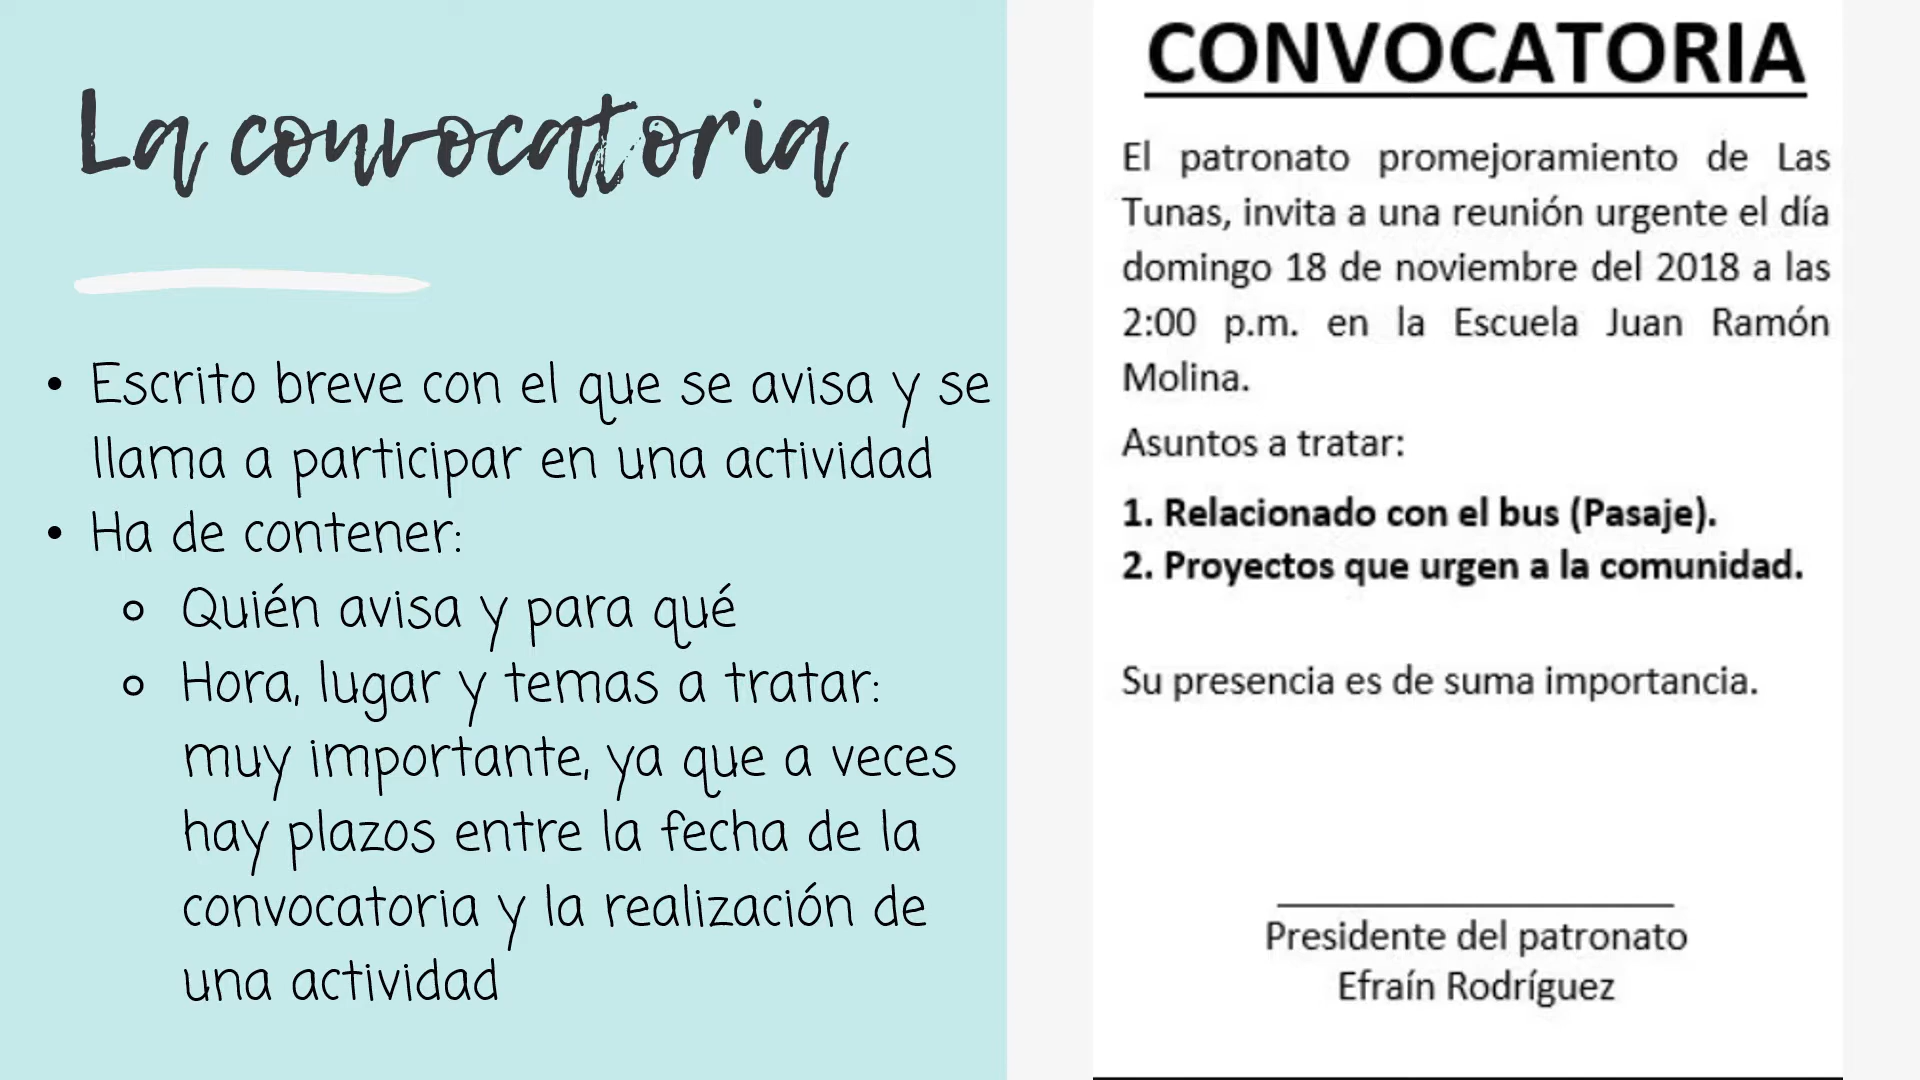 La convocatoria
• Escrito breve con el que se avisa y se
llama a participar en una actividad
• Ha de contener:
o Quién avisa y para qué
o Hora, lugar y temas a tratar:
muy importante, ya que a veces
hay plazos entre la fecha de la
convocatoria y la realización de
una actividad
CONVOCATORIA
El patronato promejoramiento de Las
Tunas, invita a una reunión urgente el día
domingo 18 de noviembre del 2018 a las
2:00 p.m. en la Escuela Juan Ramón
Molina.
Asuntos a tratar:
1. Relacionado con el bus (Pasaje).
2. Proyectos que urgen a la comunidad.
Su presencia es de suma importancia.
Presidente del patronato
Efraín Rodríguez